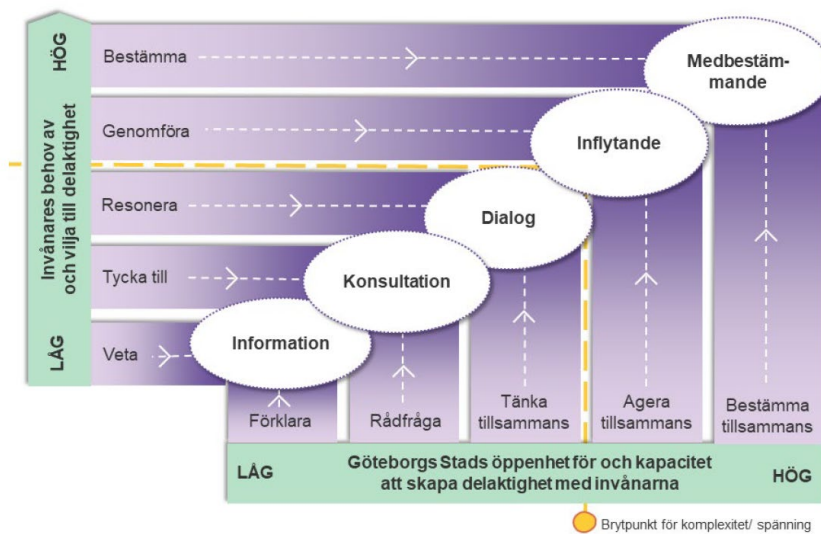 HÖG
Invånares behov av
och vilja till delaktighet
LÅG
Bestämma
Genomföra
Resonera
Tycka till
Veta
Medbestäm-
mande
Inflytande
Dialog
Konsultation
Information
Förklara
Rådfråga
Tänka
tillsammans
Agera
tillsammans
Bestämma
tillsammans
LÅG
Göteborgs Stads öppenhet för och kapacitet
att skapa delaktighet med invånarna
HÖG
Brytpunkt för komplexitet/ spänning